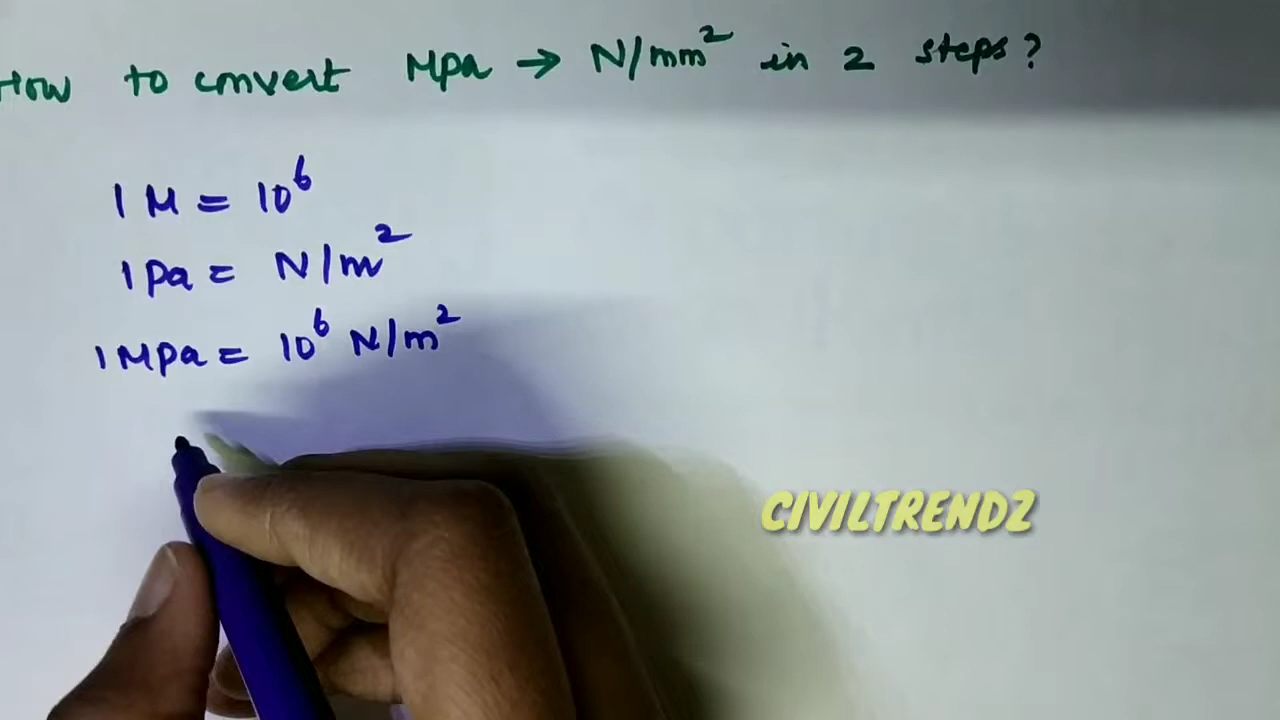 How to convert Mpa → N/mm² in 2 steps?
1 M = 10⁶
1 Pa = N/m²
1 Mpa = 10⁶ N/m²
CIVILTRENDZ